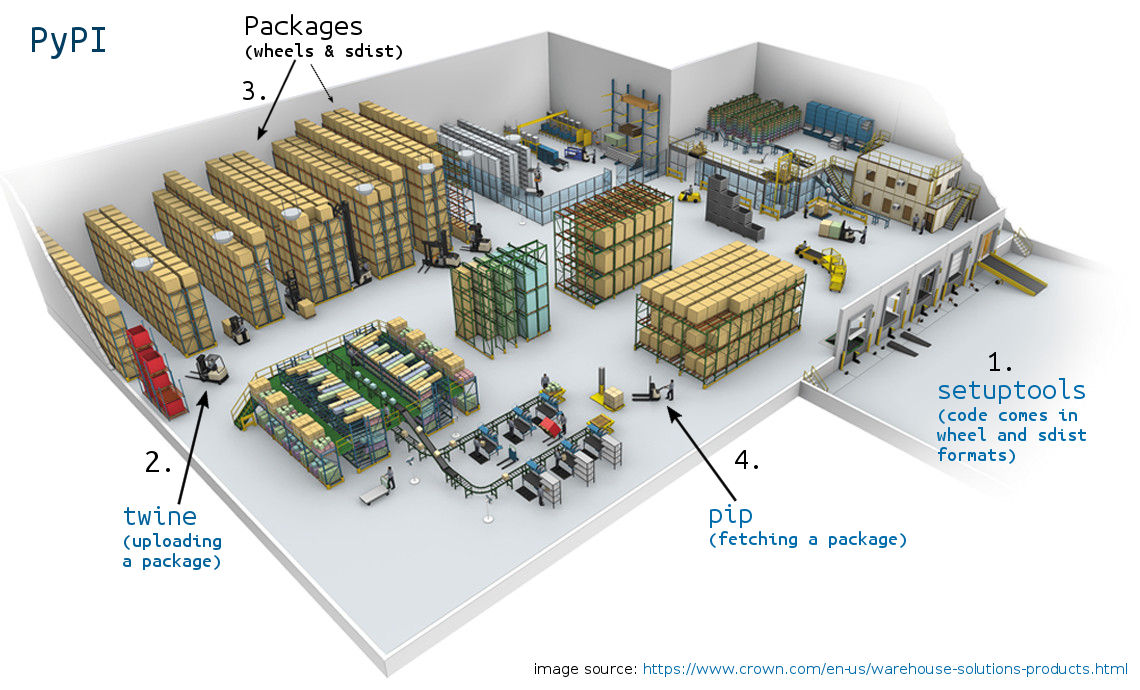 PyPI
Packages
(wheels & sdist)
3.
1.
setuptools
(code comes in
wheel and sdist
formats)
2.
twine
(uploading
a package)
4.
pip
(fetching a package)
image source: https://www.crown.com/en-us/warehouse-solutions-products.html